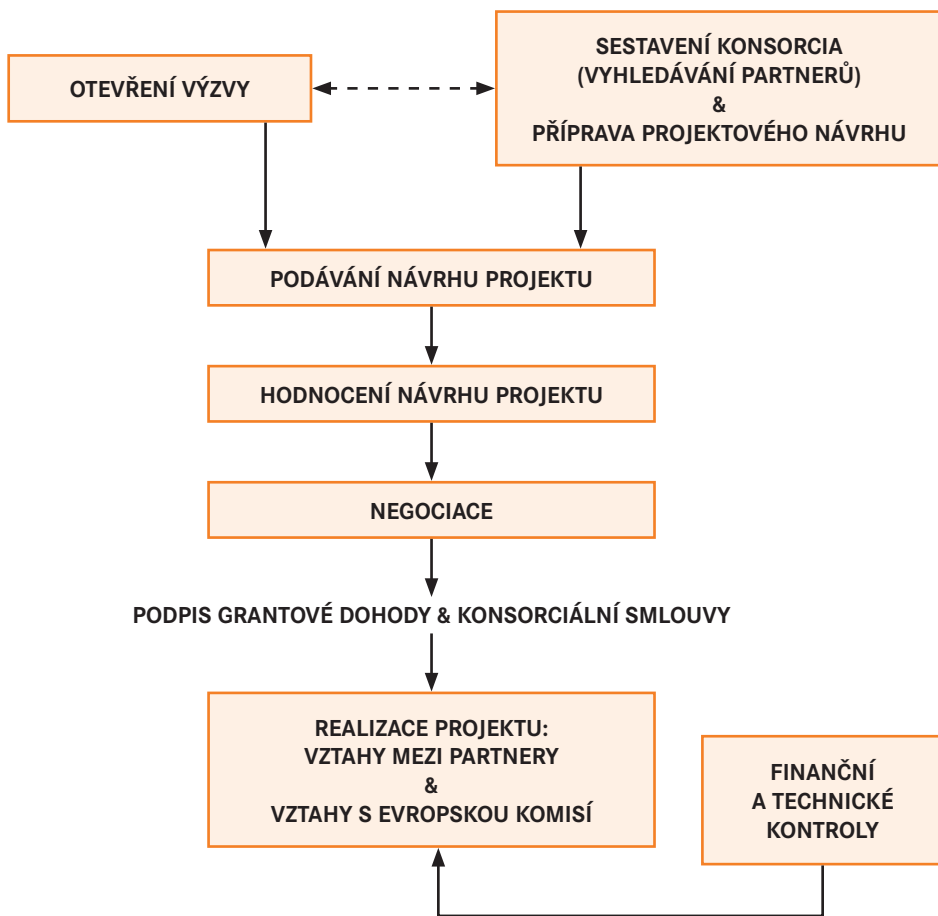 OTEVŘENÍ VÝZVY
SESTAVENÍ KONSORCIA
(VYHLEDÁVÁNÍ PARTNERŮ)
&
PŘÍPRAVA PROJEKTOVÉHO NÁVRHU
PODÁVÁNÍ NÁVRHU PROJEKTU
HODNOCENÍ NÁVRHU PROJEKTU
NEGOCIACE
PODPIS GRANTOVÉ DOHODY & KONSORCIÁLNÍ SMLOUVY
REALIZACE PROJEKTU:
VZTAHY MEZI PARTNERY
&
VZTAHY S EVROPSKOU KOMISÍ
FINANČNÍ
A TECHNICKÉ
KONTROLY